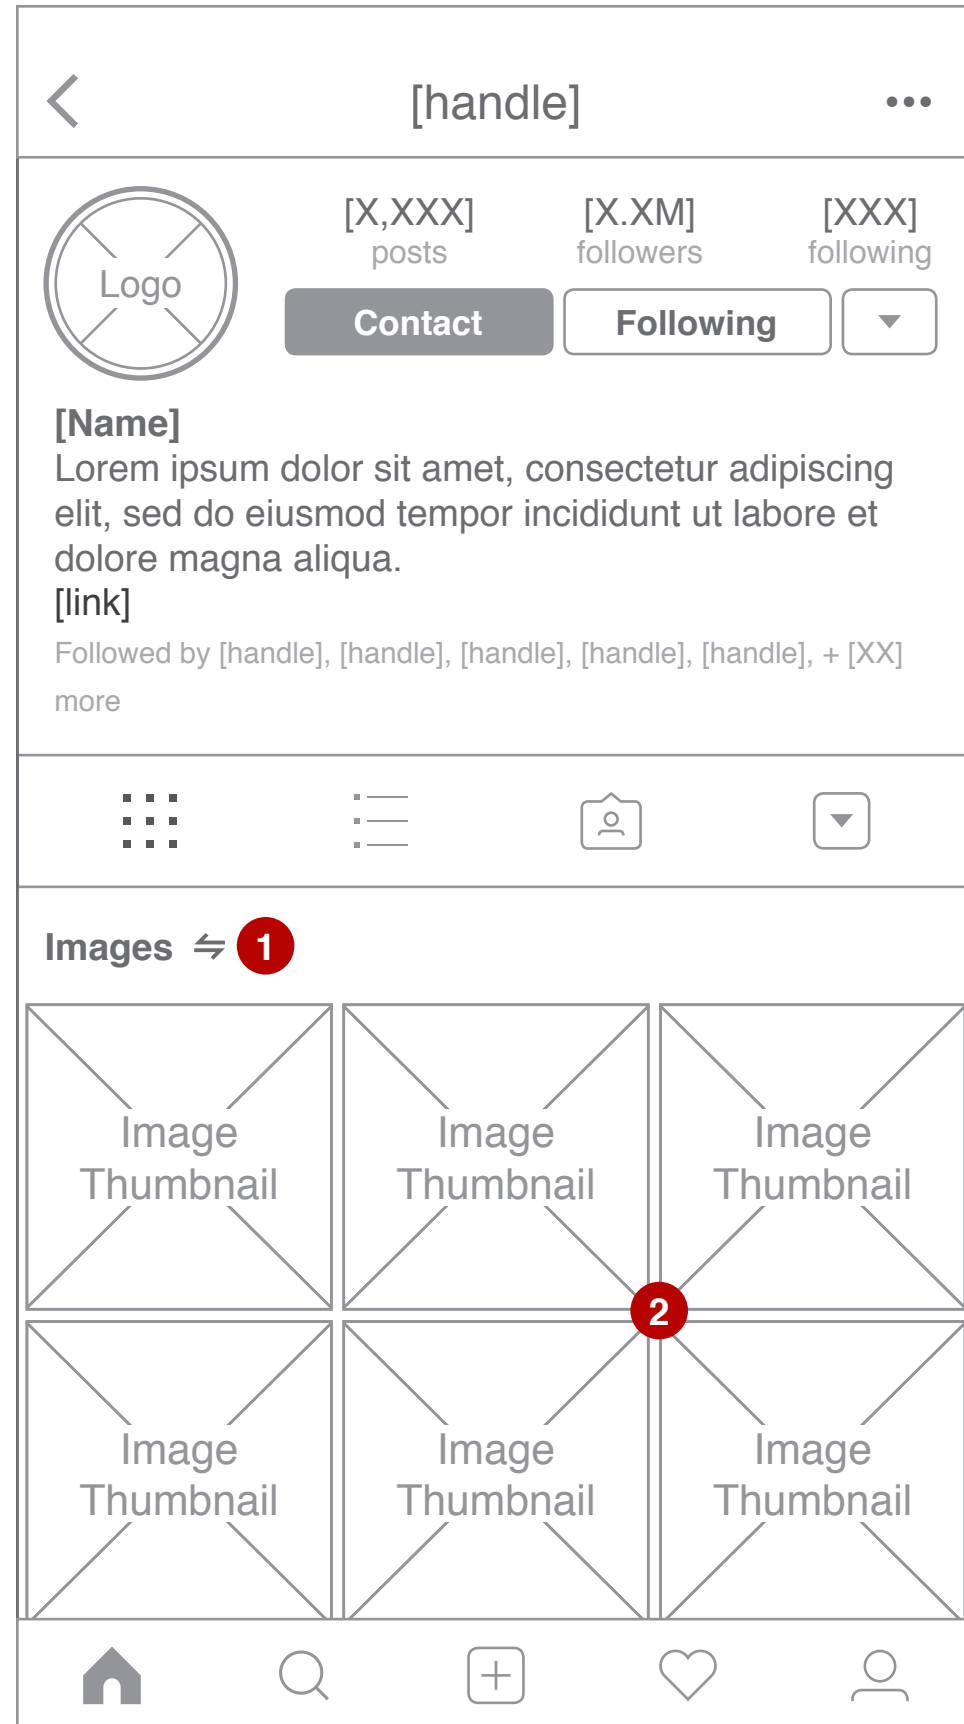 [handle]
[X,XXX] [X.XM] [XXX]
posts followers following
Logo
Contact Following
[Name]
Lorem ipsum dolor sit amet, consectetur adipiscing
elit, sed do eiusmod tempor incididunt ut labore et
dolore magna aliqua.
[link]
Followed by [handle], [handle], [handle], [handle], [handle], + [XX]
more
Images 1
Image Image Image
Thumbnail Thumbnail Thumbnail
2
Image Image Image
Thumbnail Thumbnail Thumbnail